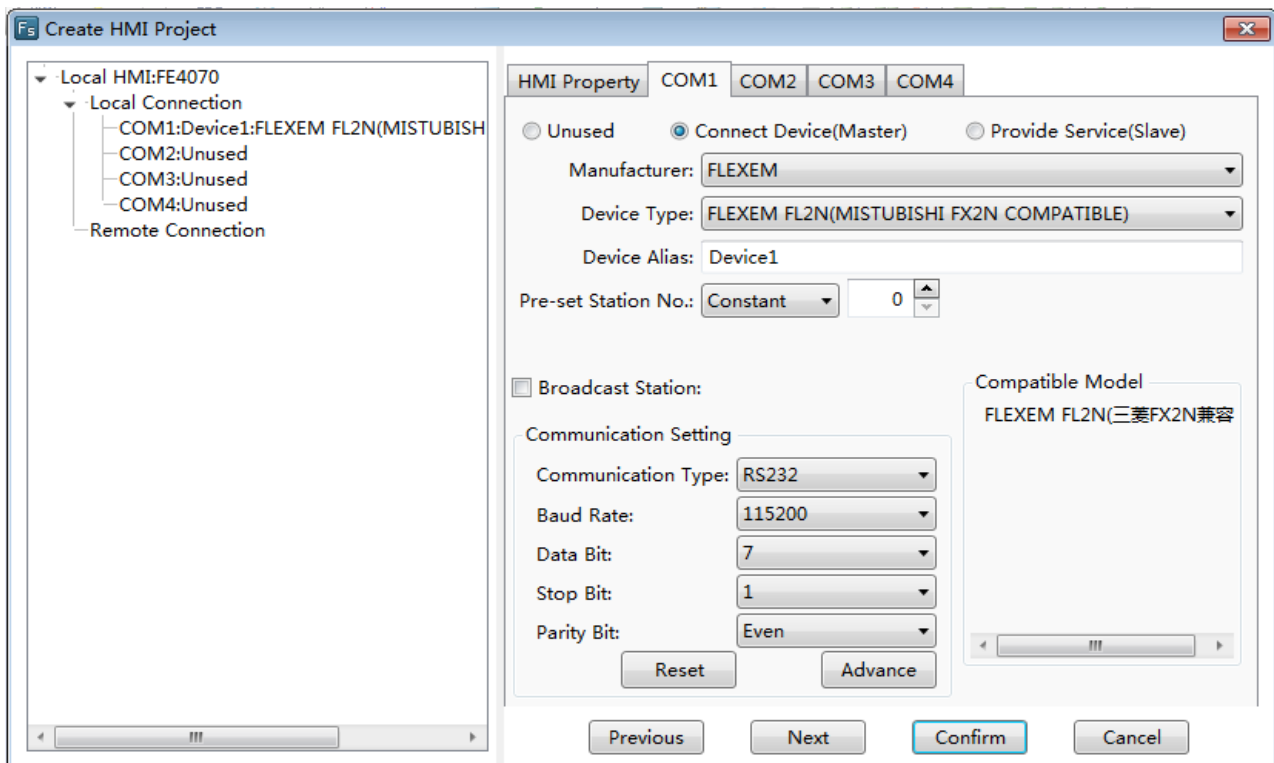 Fs Create HMI Project
Local HMI:FE4070
Local Connection
COM1:Device1:FLEXEM FL2N(MISTUBISH
COM2:Unused
COM3:Unused
COM4:Unused
Remote Connection
HMI Property COM1 COM2 COM3 COM4
Unused Connect Device(Master) Provide Service(Slave)
Manufacturer: FLEXEM
Device Type: FLEXEM FL2N(MISTUBISHI FX2N COMPATIBLE)
Device Alias: Device1
Pre-set Station No.: Constant 0
Broadcast Station:
Compatible Model
FLEXEM FL2N(三菱FX2N兼容
Communication Setting
Communication Type: RS232
Baud Rate: 115200
Data Bit: 7
Stop Bit: 1
Parity Bit: Even
Reset Advance
Previous Next Confirm Cancel